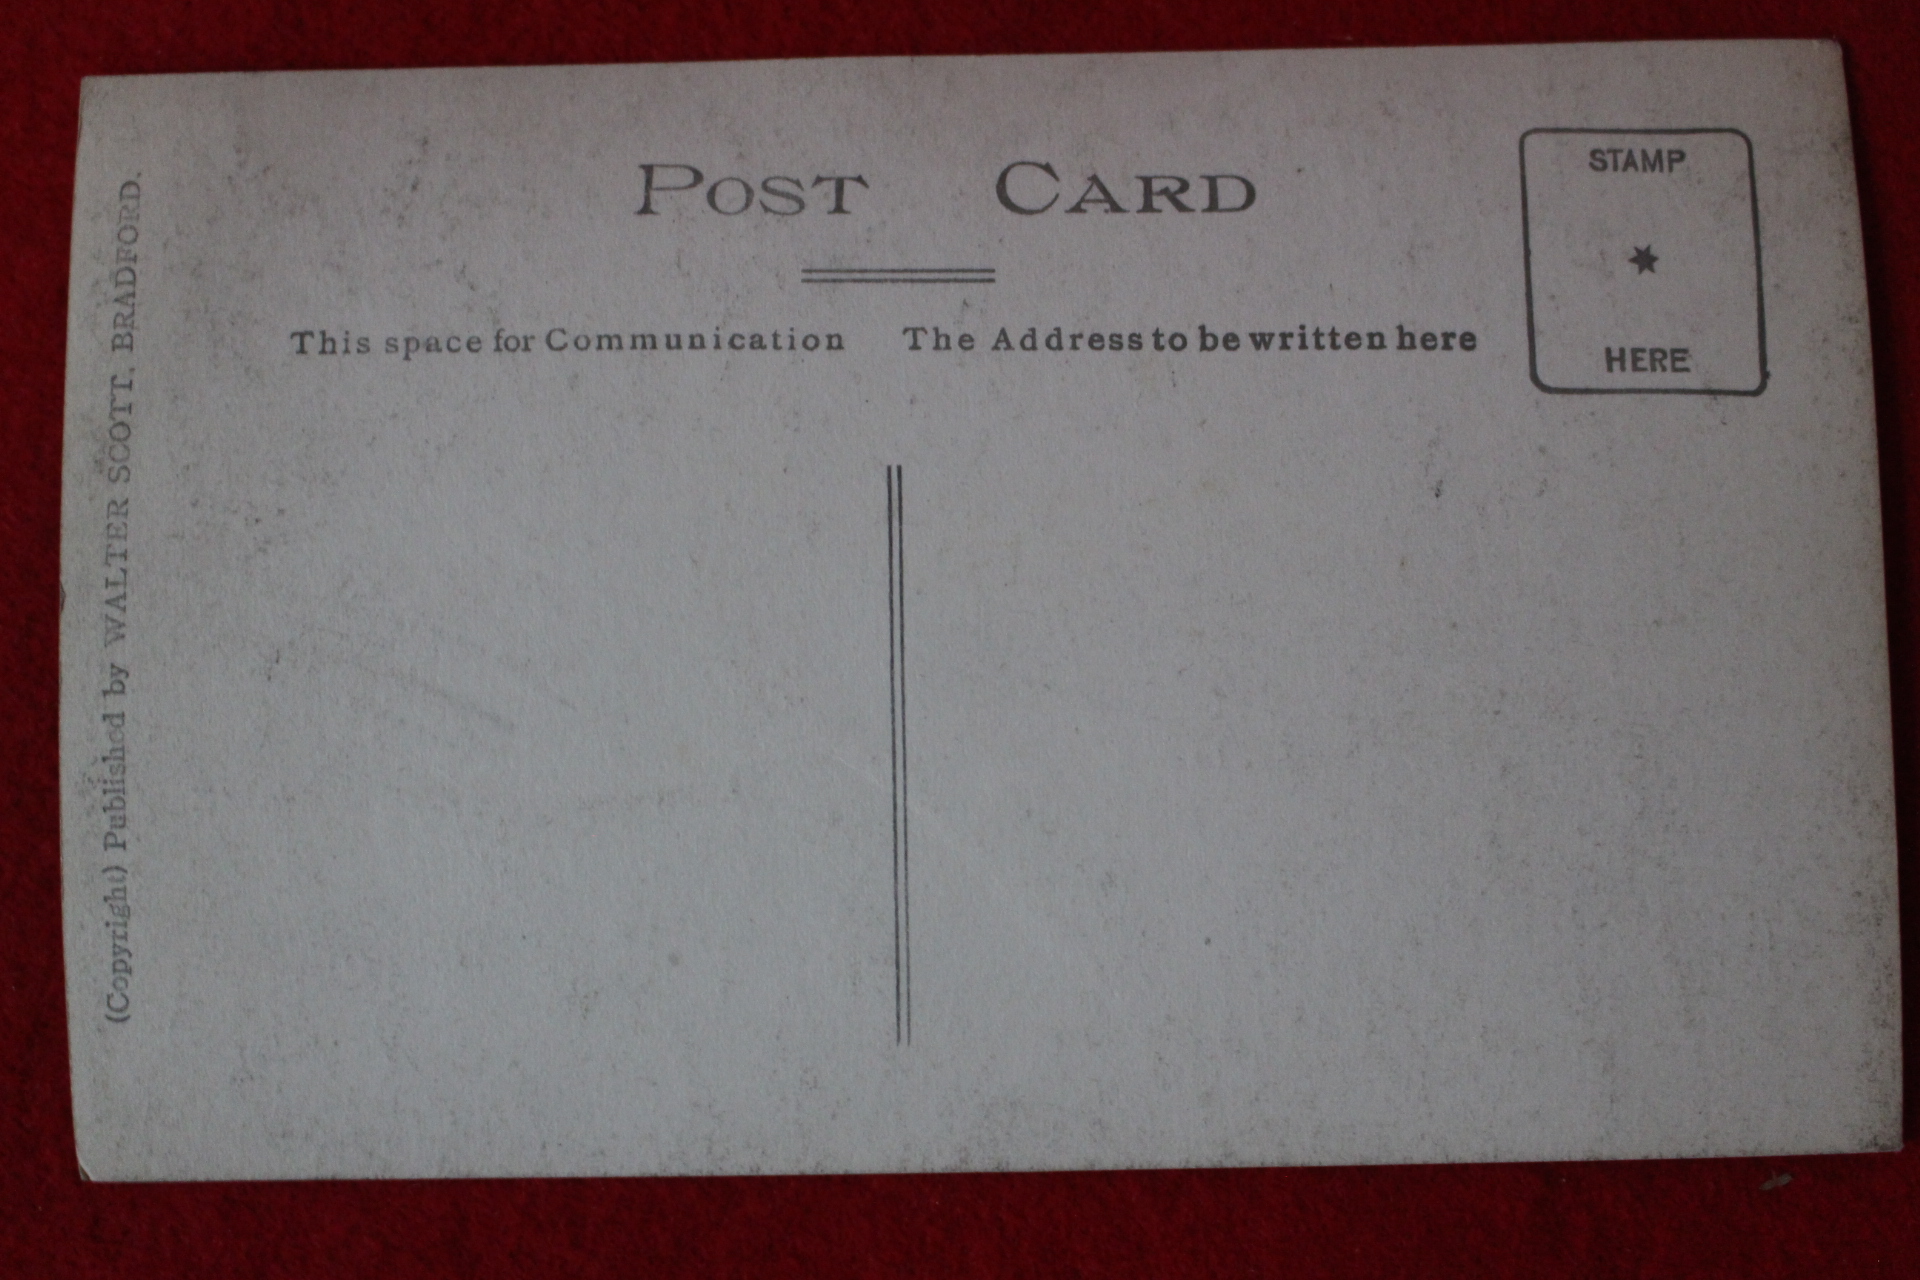 POST CARD
STAMP
HERE
This space for Communication
The Address to be written here
(Copyright) Published by WALTER SCOTT, BRADFORD.